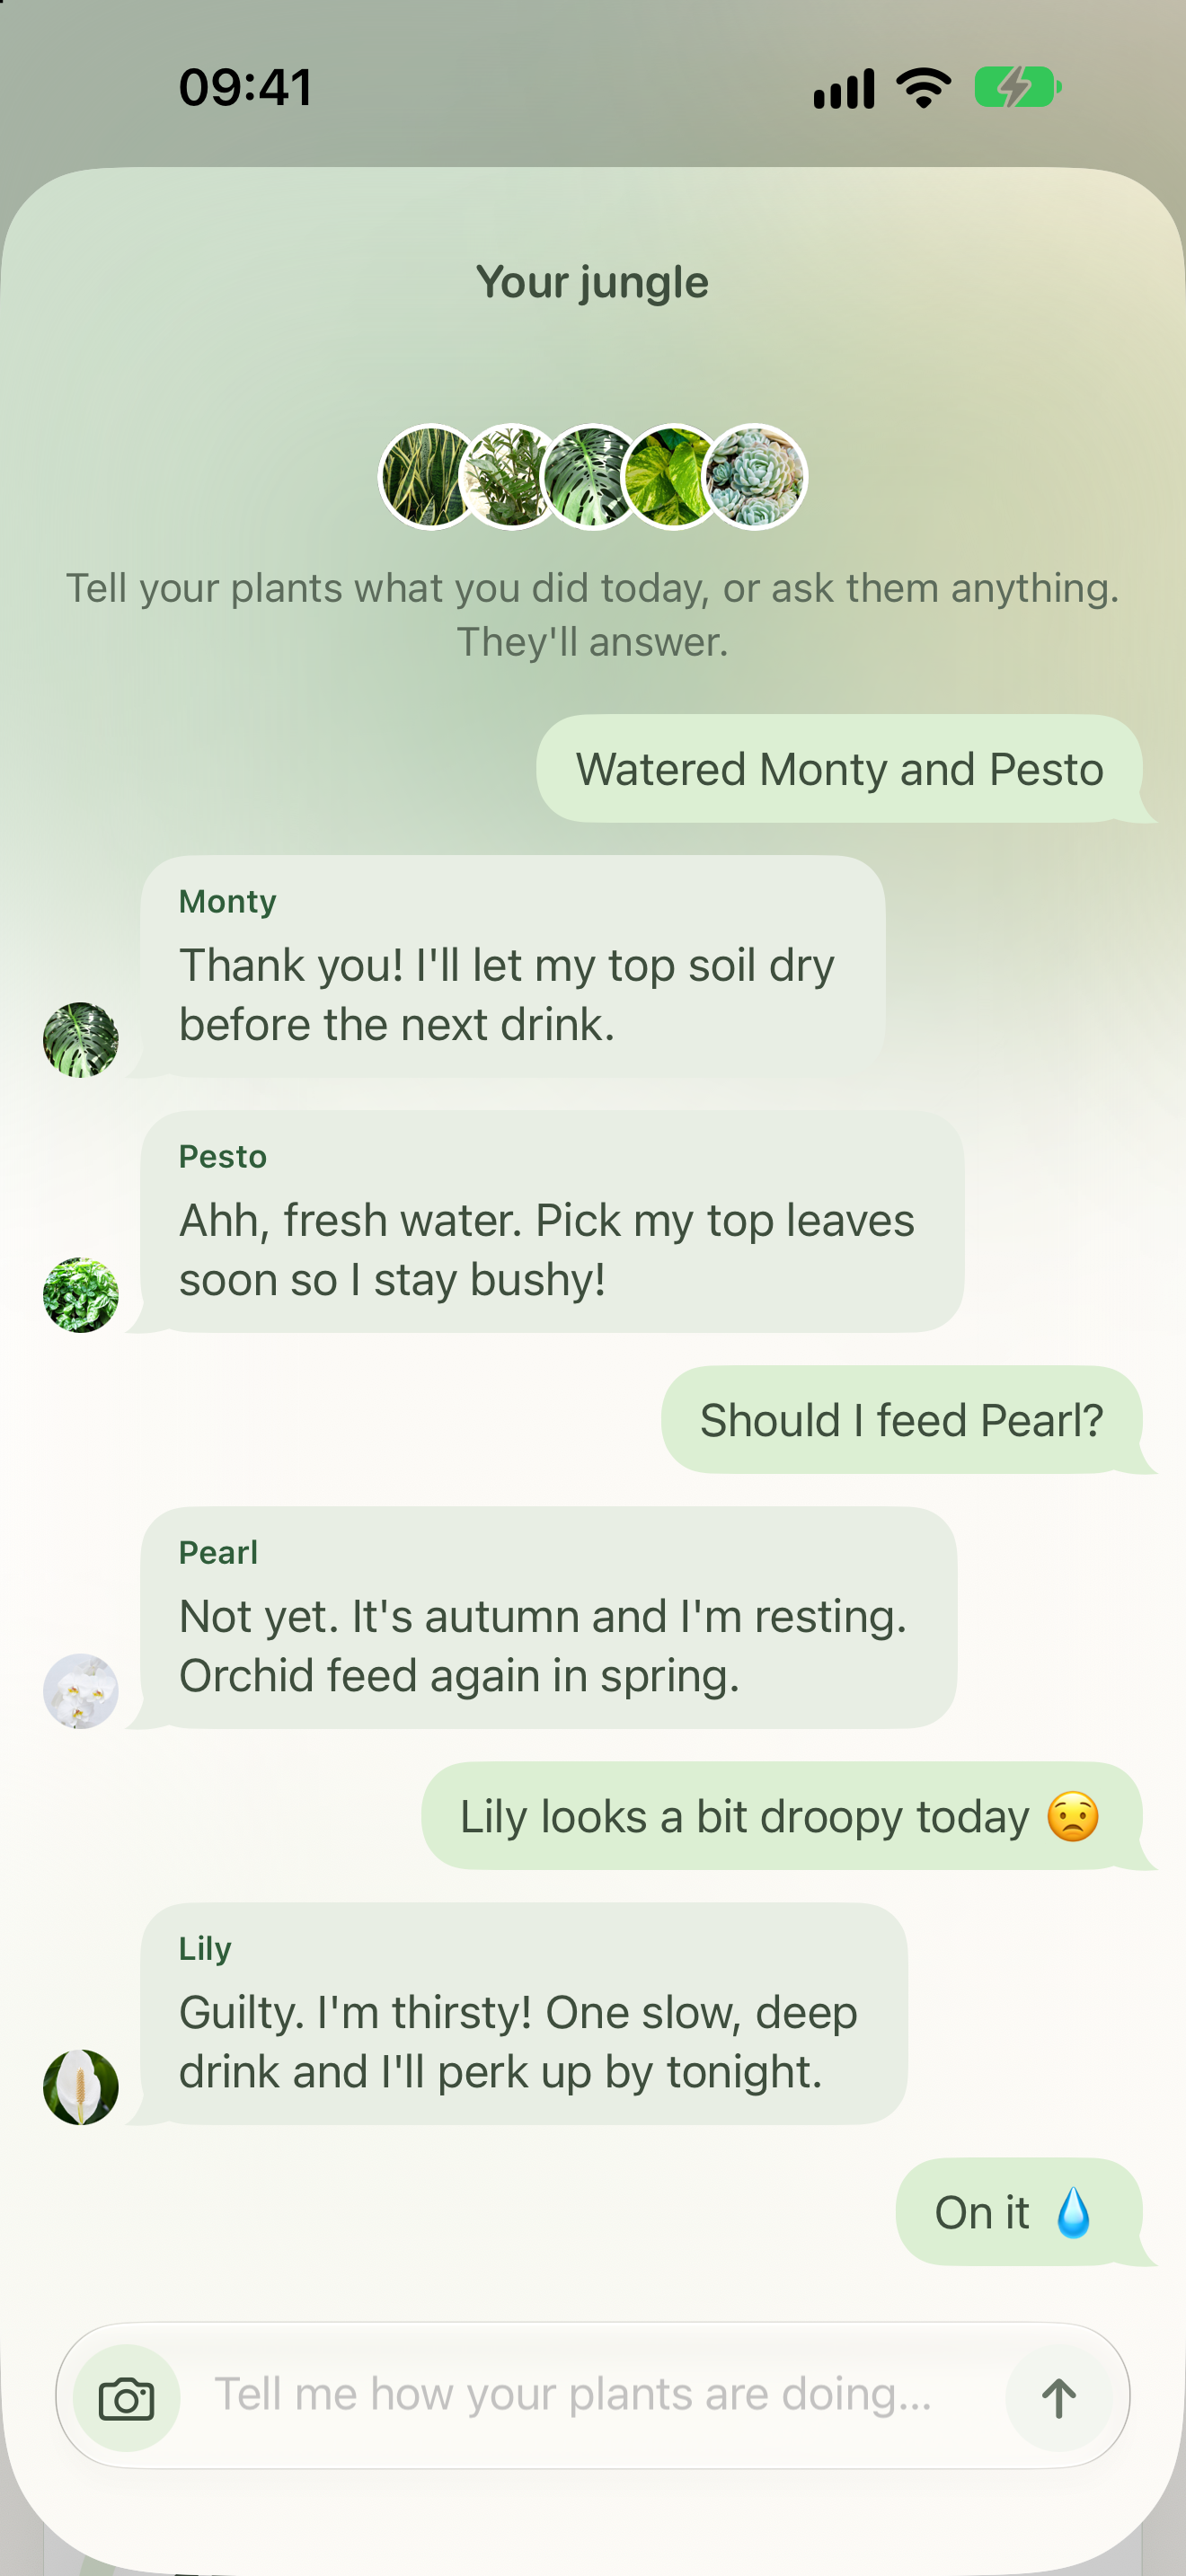 09:41
Your jungle
Tell your plants what you did today, or ask them anything.
They'll answer.
Watered Monty and Pesto
Monty
Thank you! I'll let my top soil dry
before the next drink.
Pesto
Ahh, fresh water. Pick my top leaves
soon so I stay bushy!
Should I feed Pearl?
Pearl
Not yet. It's autumn and I'm resting.
Orchid feed again in spring.
Lily looks a bit droopy today 😟
Lily
Guilty. I'm thirsty! One slow, deep
drink and I'll perk up by tonight.
On it 💧
Tell me how your plants are doing...